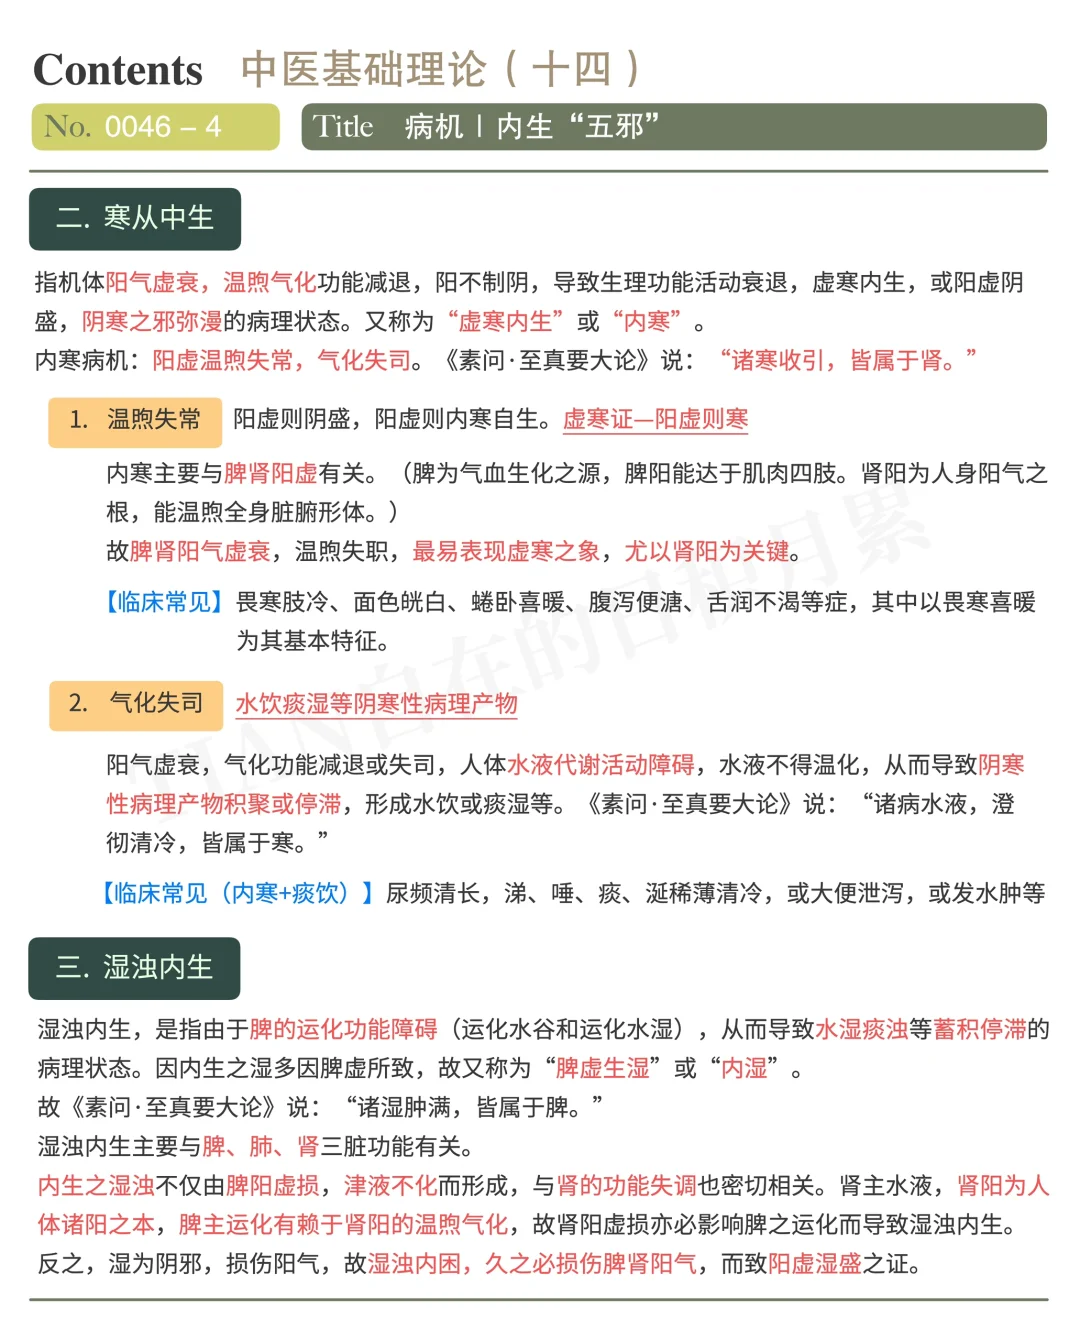 Contents 中医基础理论（十四）
No. 0046 – 4 Title 病机丨内生“五邪”
二. 寒从中生
指机体阳气虚衰，温煦气化功能减退，阳不制阴，导致生理功能活动衰退，虚寒内生，或阳虚阴
盛，阴寒之邪弥漫的病理状态。又称为“虚寒内生”或“内寒”。
内寒病机：阳虚温煦失常，气化失司。《素问·至真要大论》说：“诸寒收引，皆属于肾。”
1. 温煦失常 阳虚则阴盛，阳虚则内寒自生。虚寒证—阳虚则寒
内寒主要与脾肾阳虚有关。（脾为气血生化之源，脾阳能达于肌肉四肢。肾阳为人身阳气之
根，能温煦全身脏腑形体。）
故脾肾阳气虚衰，温煦失职，最易表现虚寒之象，尤以肾阳为关键。
【临床常见】畏寒肢冷、面色㿠白、蜷卧喜暖、腹泻便溏、舌润不渴等症，其中以畏寒喜暖
为其基本特征。
2. 气化失司 水饮痰湿等阴寒性病理产物
阳气虚衰，气化功能减退或失司，人体水液代谢活动障碍，水液不得温化，从而导致阴寒
性病理产物积聚或停滞，形成水饮或痰湿等。《素问·至真要大论》说：“诸病水液，澄
彻清冷，皆属于寒。”
【临床常见（内寒+痰饮）】尿频清长，涕、唾、痰、涎稀薄清冷，或大便泄泻，或发水肿等
三. 湿浊内生
湿浊内生，是指由于脾的运化功能障碍（运化水谷和运化水湿），从而导致水湿痰浊等蓄积停滞的
病理状态。因内生之湿多因脾虚所致，故又称为“脾虚生湿”或“内湿”。
故《素问·至真要大论》说：“诸湿肿满，皆属于脾。”
湿浊内生主要与脾、肺、肾三脏功能有关。
内生之湿浊不仅由脾阳虚损，津液不化而形成，与肾的功能失调也密切相关。肾主水液，肾阳为人
体诸阳之本，脾主运化有赖于肾阳的温煦气化，故肾阳虚损亦必影响脾之运化而导致湿浊内生。
反之，湿为阴邪，损伤阳气，故湿浊内困，久之必损伤脾肾阳气，而致阳虚湿盛之证。
TIAN自在的日积月累